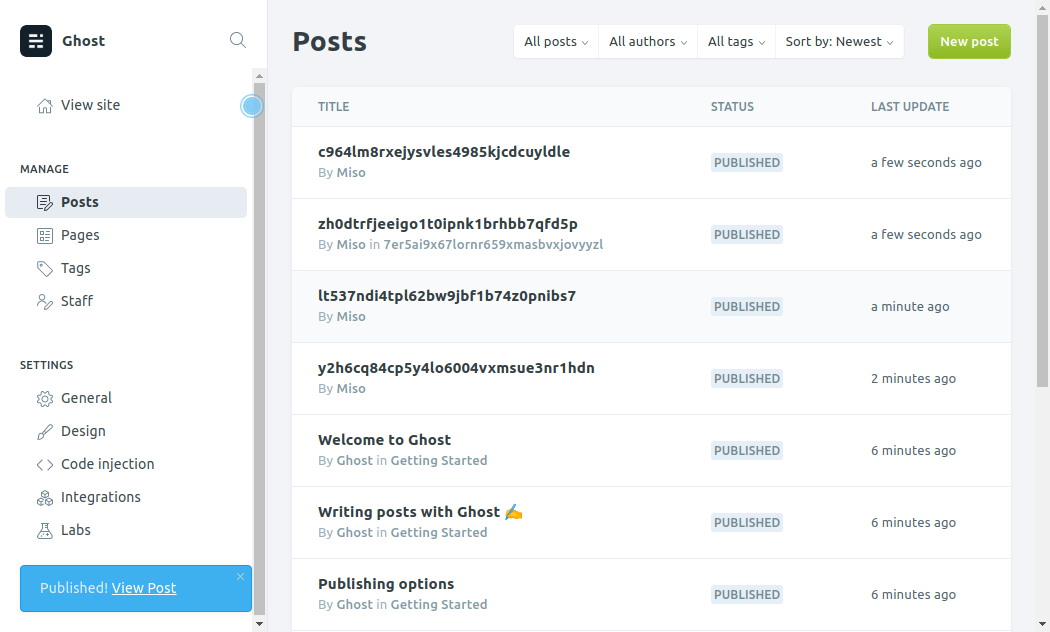 Ghost
View site
MANAGE
Posts
Pages
Tags
Staff
SETTINGS
General
Design
Code injection
Integrations
Labs
Published! View Post
Posts
All posts All authors All tags Sort by: Newest
New post
TITLE STATUS LAST UPDATE
c964lm8rxejysvles4985kjcdcuyldle
By Miso
PUBLISHED a few seconds ago
zh0dtrfjeeigo1t0ipnk1brhbb7qfd5p
By Miso in 7er5ai9x67lornr659xmasbvxjovyyzl
PUBLISHED a few seconds ago
lt537ndi4tpl62bw9jbf1b74z0pnibs7
By Miso
PUBLISHED a minute ago
y2h6cq84cp5y4lo6004vxmsue3nr1hdn
By Miso
PUBLISHED 2 minutes ago
Welcome to Ghost
By Ghost in Getting Started
PUBLISHED 6 minutes ago
Writing posts with Ghost ✍️
By Ghost in Getting Started
PUBLISHED 6 minutes ago
Publishing options
By Ghost in Getting Started
PUBLISHED 6 minutes ago